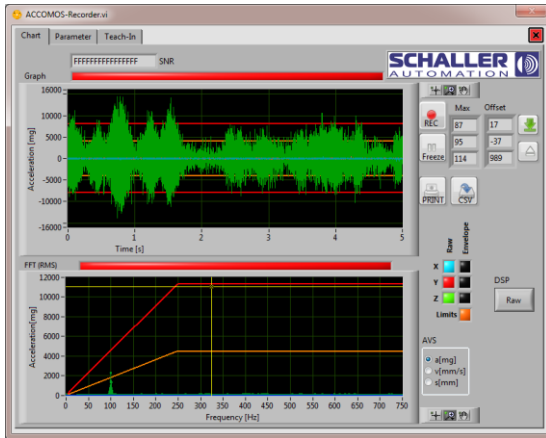 ACCOMOS-Recorder.vi
Chart Parameter Teach-In
FFFFFFFFFFFFFFFF SNR
SCHALLER
AUTOMATION
Graph
16000
10000
5000
0
-5000
-10000
-16000
Acceleration [mg]
0 1 2 3 4 5
Time [s]
REC
Freeze
PRINT CSV
Max Offset
87 17
95 -37
114 989
Raw Envelope
X
Y
Z
Limits
DSP
Raw
AVS
a[mg]
v[mm/s]
s[mm]
FFT (RMS)
12000
10000
8000
6000
4000
2000
0
Acceleration[mg]
0 50 100 150 200 250 300 350 400 450 500 550 600 650 700 750
Frequency [Hz]